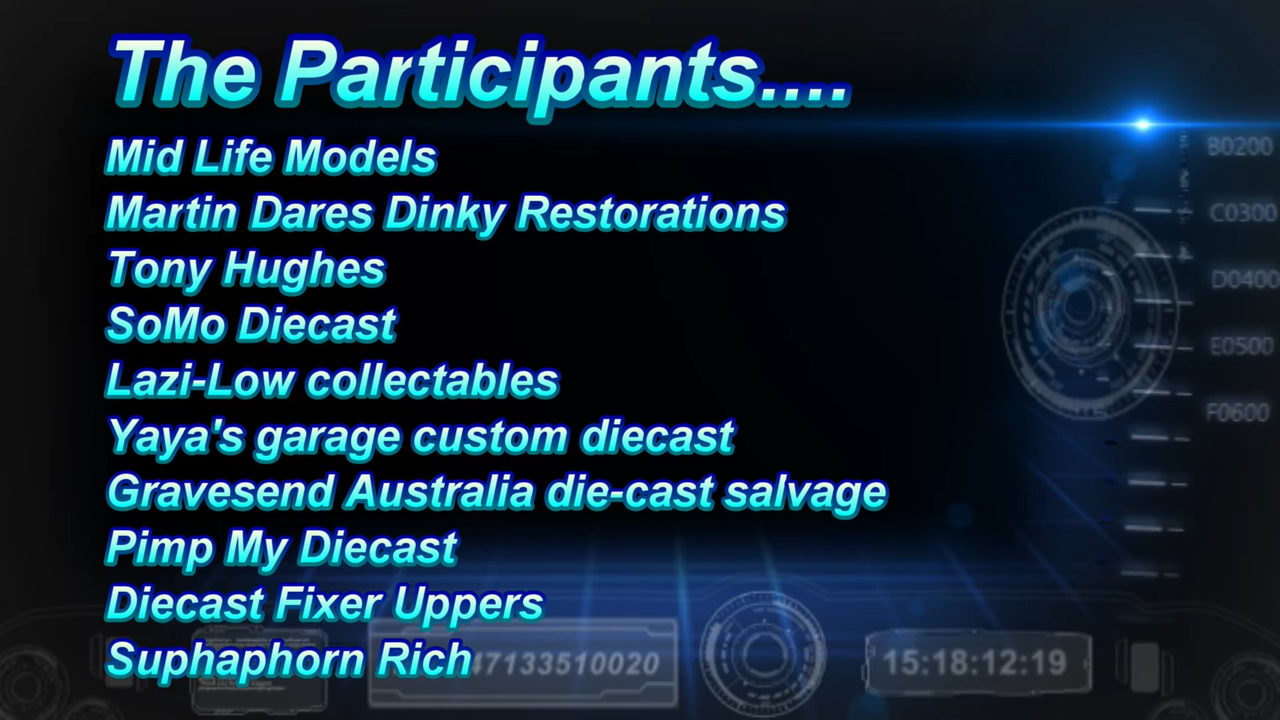 The Participants....
Mid Life Models
Martin Dares Dinky Restorations
Tony Hughes
SoMo Diecast
Lazi-Low collectables
Yaya's garage custom diecast
Gravesend Australia die-cast salvage
Pimp My Diecast
Diecast Fixer Uppers
Suphaphorn Rich
47133510020
15:18:12:19
B0200
C0300
D0400
E0500
F0600